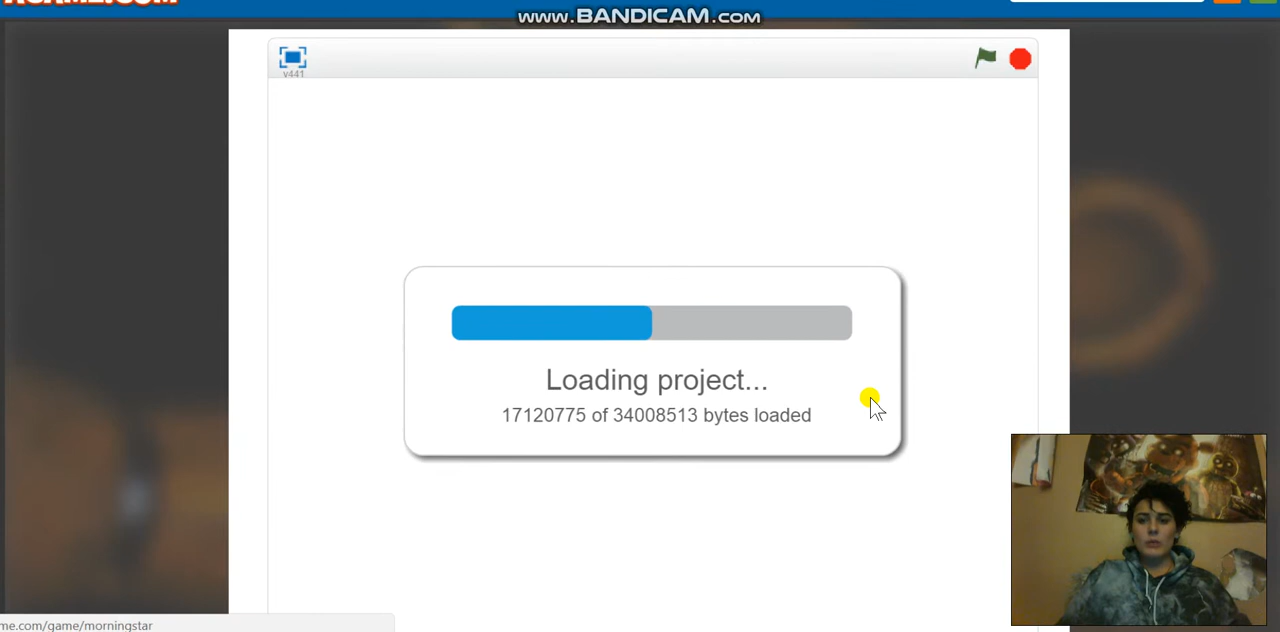 www.BANDICAM.com
v441
Loading project...
17120775 of 34008513 bytes loaded
me.com/game/morningstar